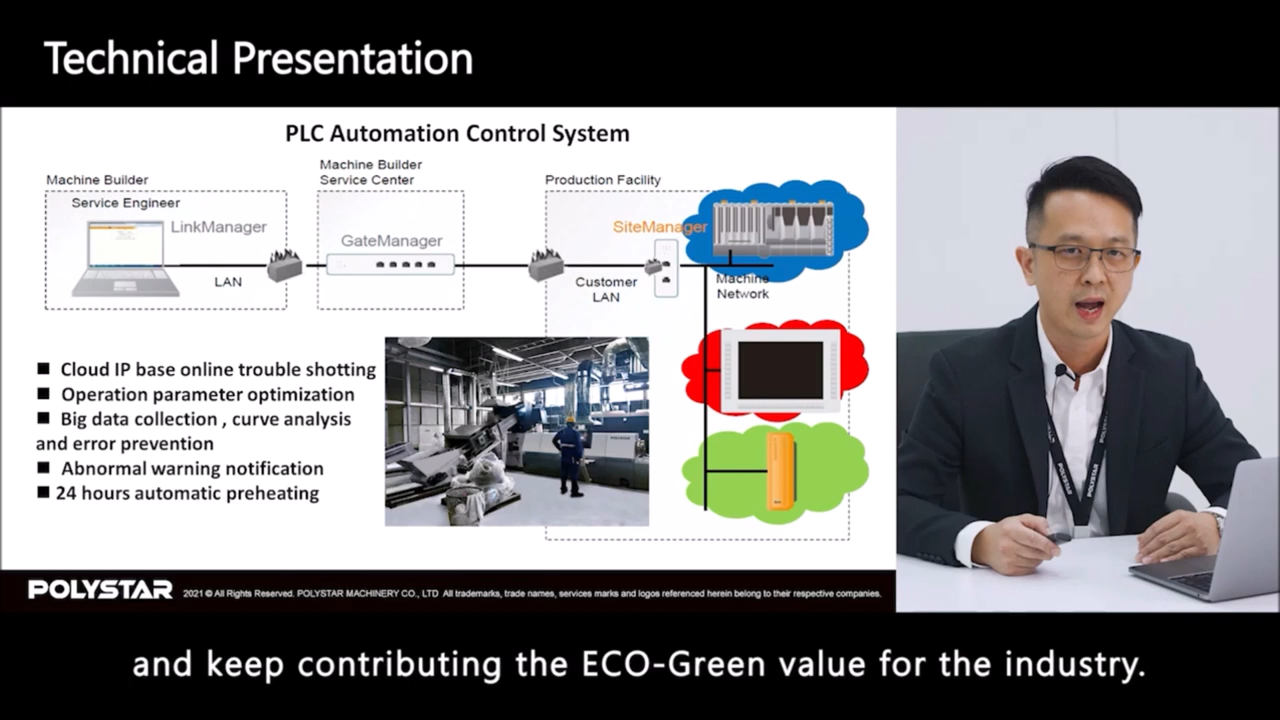 Technical Presentation
PLC Automation Control System
Machine Builder
Service Engineer
LinkManager
LAN
Machine Builder
Service Center
GateManager
Production Facility
SiteManager
Customer
LAN
Machine
Network
■ Cloud IP base online trouble shotting
■ Operation parameter optimization
■ Big data collection , curve analysis
and error prevention
■ Abnormal warning notification
■ 24 hours automatic preheating
POLYSTAR
POLYSTAR
POLYSTAR
POLYSTAR 2021 © All Rights Reserved. POLYSTAR MACHINERY CO., LTD All trademarks, trade names, services marks and logos referenced herein belong to their respective companies.
and keep contributing the ECO-Green value for the industry.